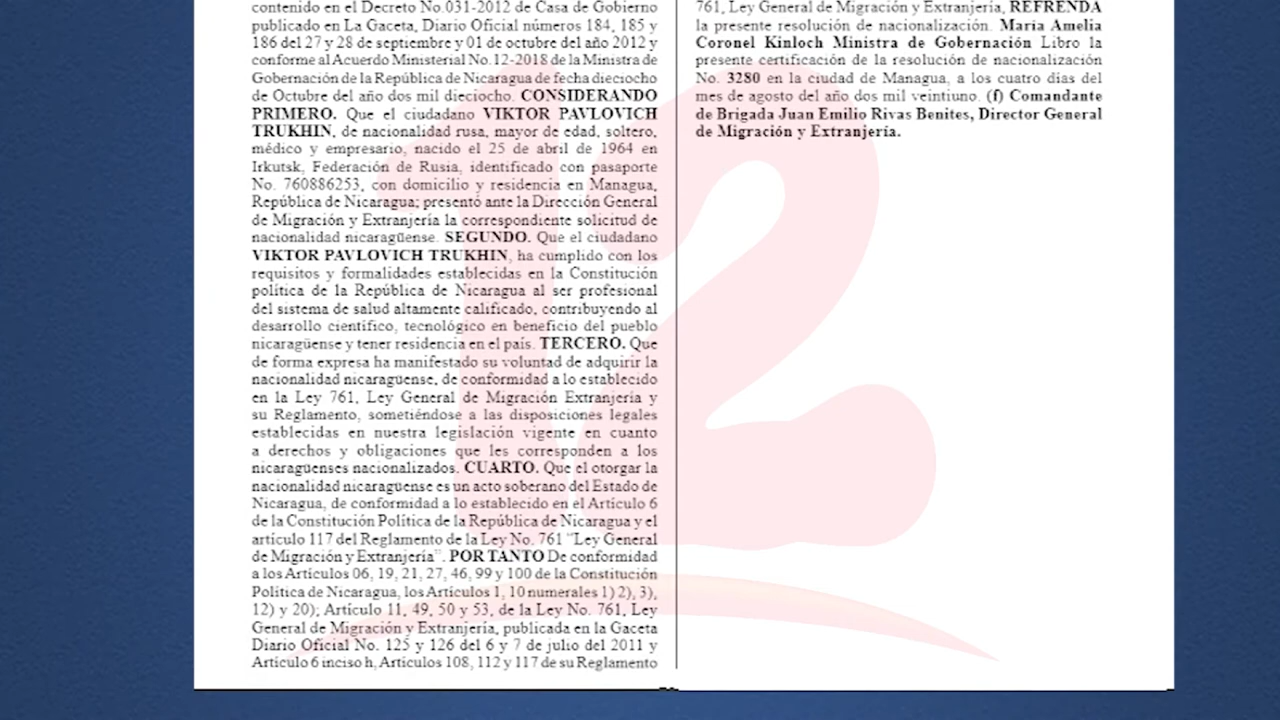 contenido en el Decreto No.031-2012 de Casa de Gobierno
publicado en La Gaceta, Diario Oficial números 184, 185 y
186 del 27 y 28 de septiembre y 01 de octubre del año 2012 y
conforme al Acuerdo Ministerial No. 12-2018 de la Ministra de
Gobernación de la República de Nicaragua de fecha dieciocho
de Octubre del año dos mil dieciocho. CONSIDERANDO
PRIMERO. Que el ciudadano VIKTOR PAVLOVICH
TRUKHIN, de nacionalidad rusa, mayor de edad, soltero,
médico y empresario, nacido el 25 de abril de 1964 en
Irkutsk, Federación de Rusia, identificado con pasaporte
No. 760886253, con domicilio y residencia en Managua,
República de Nicaragua; presentó ante la Dirección General
de Migración y Extranjería la correspondiente solicitud de
nacionalidad nicaragüense. SEGUNDO. Que el ciudadano
VIKTOR PAVLOVICH TRUKHIN, ha cumplido con los
requisitos y formalidades establecidas en la Constitución
política de la República de Nicaragua al ser profesional
del sistema de salud altamente calificado, contribuyendo al
desarrollo científico, tecnológico en beneficio del pueblo
nicaragüense y tener residencia en el país. TERCERO. Que
de forma expresa ha manifestado su voluntad de adquirir la
nacionalidad nicaragüense, de conformidad a lo establecido
en la Ley 761, Ley General de Migración Extranjería y
su Reglamento, sometiéndose a las disposiciones legales
establecidas en nuestra legislación vigente en cuanto
a derechos y obligaciones que les corresponden a los
nicaragüenses nacionalizados. CUARTO. Que el otorgar la
nacionalidad nicaragüense es un acto soberano del Estado de
Nicaragua, de conformidad a lo establecido en el Artículo 6
de la Constitución Política de la República de Nicaragua y el
artículo 117 del Reglamento de la Ley No. 761 "Ley General
de Migración y Extranjería". POR TANTO De conformidad
a los Artículos 06, 19, 21, 27, 46, 99 y 100 de la Constitución
Política de Nicaragua, los Artículos 1, 10 numerales 1) 2), 3),
12) y 20); Artículo 11, 49, 50 y 53, de la Ley No. 761, Ley
General de Migración y Extranjería, publicada en la Gaceta
Diario Oficial No. 125 y 126 del 6 y 7 de julio del 2011 y
Artículo 6 inciso h, Artículos 108, 112 y 117 de su Reglamento
761, Ley General de Migración y Extranjería, REFRENDA
la presente resolución de nacionalización. María Amelia
Coronel Kinloch Ministra de Gobernación Libro la
presente certificación de la resolución de nacionalización
No. 3280 en la ciudad de Managua, a los cuatro días del
mes de agosto del año dos mil veintiuno. (f) Comandante
de Brigada Juan Emilio Rivas Benites, Director General
de Migración y Extranjería.
12